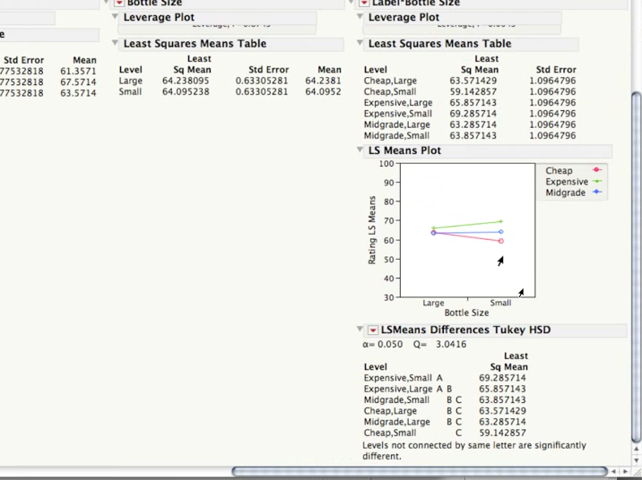 Bottle Size
Label*Bottle Size
Leverage Plot
Leverage Plot
e
Least Squares Means Table
Least Squares Means Table
Std Error Mean
77532818 61.3571
77532818 67.5714
77532818 63.5714
Least
Level Sq Mean Std Error Mean
Large 64.238095 0.63305281 64.2381
Small 64.095238 0.63305281 64.0952
Least
Level Sq Mean Std Error
Cheap,Large 63.571429 1.0964796
Cheap,Small 59.142857 1.0964796
Expensive,Large 65.857143 1.0964796
Expensive,Small 69.285714 1.0964796
Midgrade,Large 63.285714 1.0964796
Midgrade,Small 63.857143 1.0964796
LS Means Plot
Rating LS Means
100
90
80
70
60
50
40
30
Large Small
Bottle Size
Cheap
Expensive
Midgrade
LSMeans Differences Tukey HSD
α= 0.050 Q= 3.0416
Least
Level Sq Mean
Expensive,Small A 69.285714
Expensive,Large A B 65.857143
Midgrade,Small B C 63.857143
Cheap,Large B C 63.571429
Midgrade,Large B C 63.285714
Cheap,Small C 59.142857
Levels not connected by same letter are significantly
different.